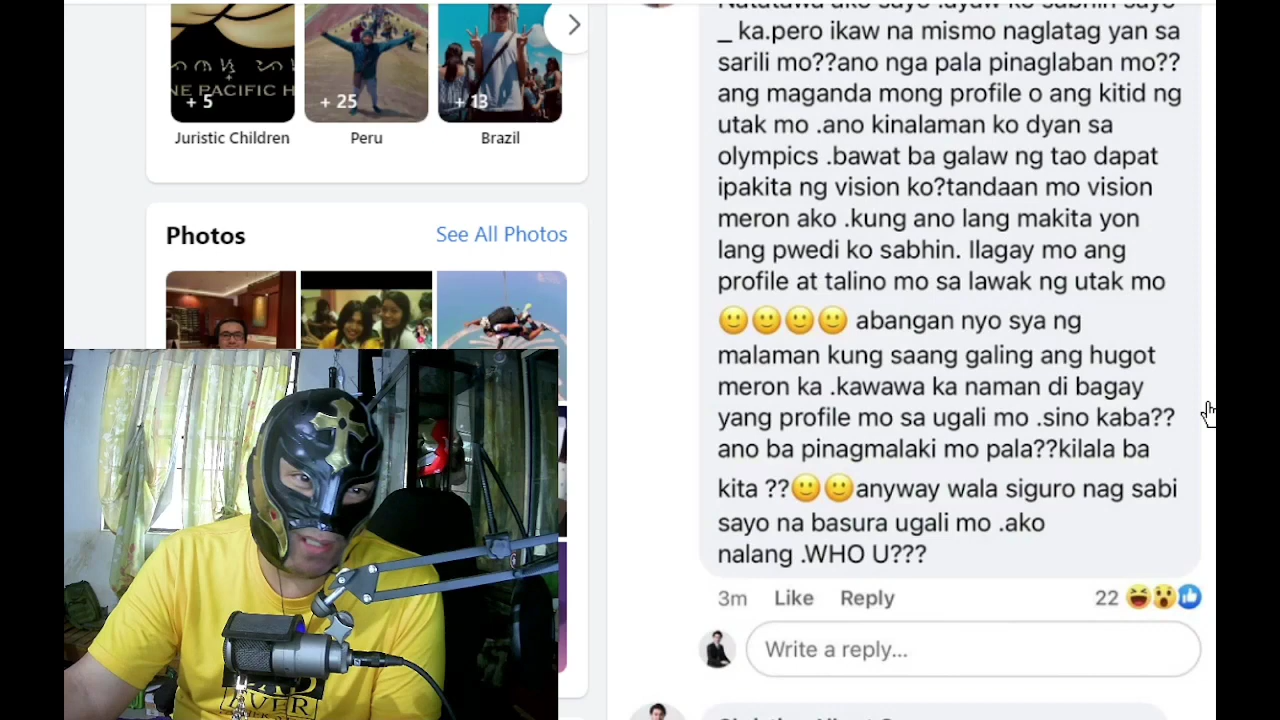 Natatawa ako sayo .ayaw ko sabhin sayo
_ ka.pero ikaw na mismo naglatag yan sa
sarili mo??ano nga pala pinaglaban mo??
ang maganda mong profile o ang kitid ng
utak mo .ano kinalaman ko dyan sa
olympics .bawat ba galaw ng tao dapat
ipakita ng vision ko?tandaan mo vision
meron ako .kung ano lang makita yon
lang pwedi ko sabhin. Ilagay mo ang
profile at talino mo sa lawak ng utak mo
🙂🙂🙂🙂 abangan nyo sya ng
malaman kung saang galing ang hugot
meron ka .kawawa ka naman di bagay
yang profile mo sa ugali mo .sino kaba??
ano ba pinagmalaki mo pala??kilala ba
kita ??🙂🙂anyway wala siguro nag sabi
sayo na basura ugali mo .ako
nalang .WHO U???
3m Like Reply 22
Write a reply...
NE PACIFIC H
+ 5
+ 25
+ 13
Juristic Children
Peru
Brazil
Photos
See All Photos
EVER